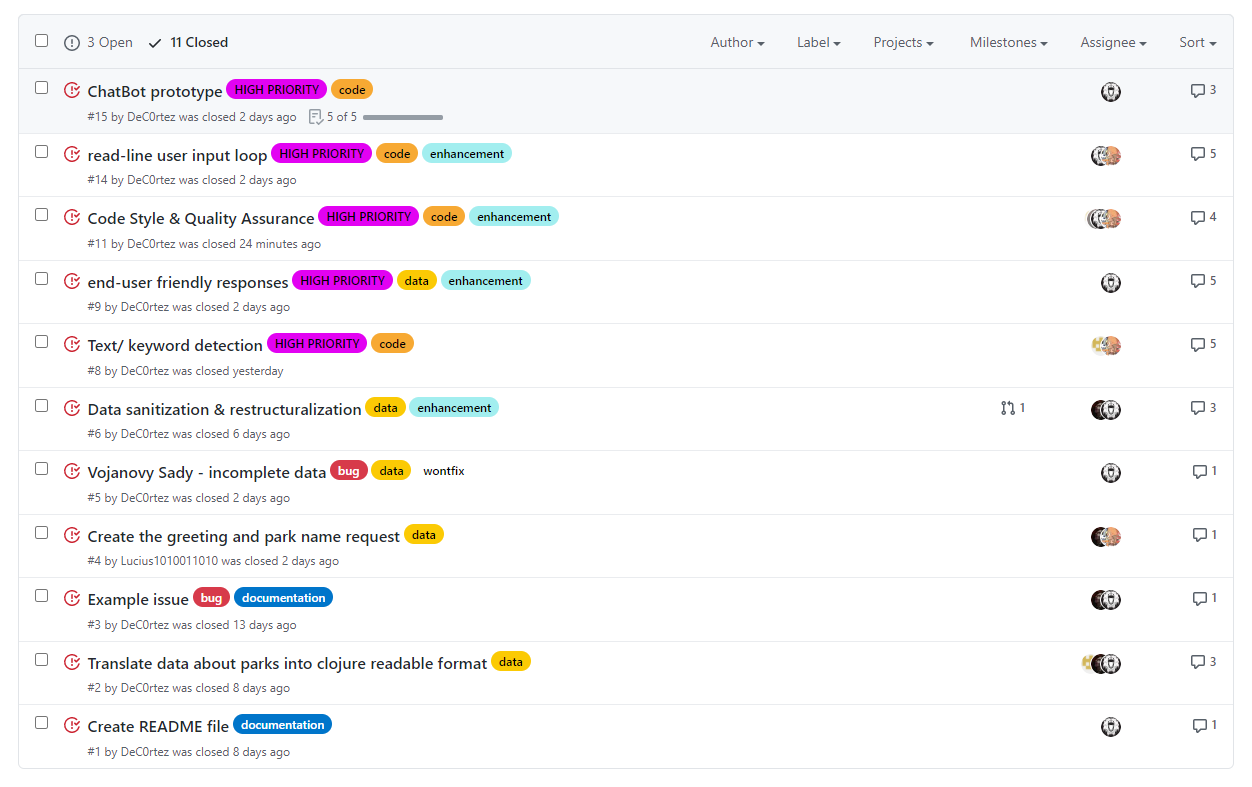 3 Open 11 Closed Author Label Projects Milestones Assignee Sort
ChatBot prototype HIGH PRIORITY code 3
#15 by DeC0rtez was closed 2 days ago 5 of 5
read-line user input loop HIGH PRIORITY code enhancement 5
#14 by DeC0rtez was closed 2 days ago
Code Style & Quality Assurance HIGH PRIORITY code enhancement 4
#11 by DeC0rtez was closed 24 minutes ago
end-user friendly responses HIGH PRIORITY data enhancement 5
#9 by DeC0rtez was closed 2 days ago
Text/ keyword detection HIGH PRIORITY code 5
#8 by DeC0rtez was closed yesterday
Data sanitization & restructuralization data enhancement 1 3
#6 by DeC0rtez was closed 6 days ago
Vojanovy Sady - incomplete data bug data wontfix 1
#5 by DeC0rtez was closed 2 days ago
Create the greeting and park name request data 1
#4 by Lucius1010011010 was closed 2 days ago
Example issue bug documentation 1
#3 by DeC0rtez was closed 13 days ago
Translate data about parks into clojure readable format data 3
#2 by DeC0rtez was closed 8 days ago
Create README file documentation 1
#1 by DeC0rtez was closed 8 days ago